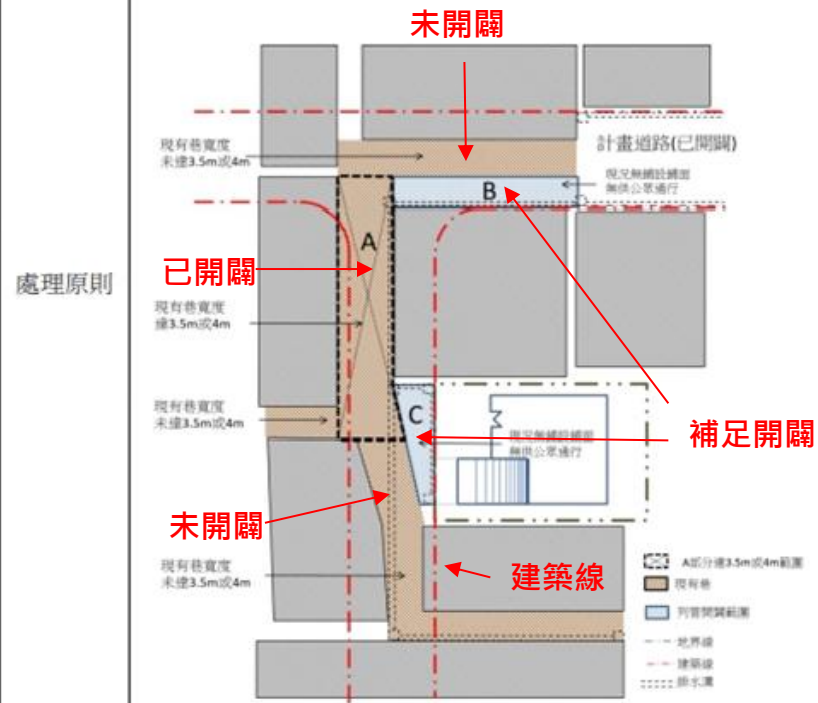 未開闢
計畫道路(已開闢)
現有巷寬度
未達3.5m或4m
現況無鋪設鋪面
無供公眾通行
B
A
已開闢
處理原則
現有巷寬度
達3.5m或4m
現有巷寬度
未達3.5m或4m
C
現況無鋪設鋪面
無供公眾通行
補足開闢
未開闢
現有巷寬度
未達3.5m或4m
建築線
A部分達3.5m或4m範圍
現有巷
列管開闢範圍
地界線
建築線
排水溝